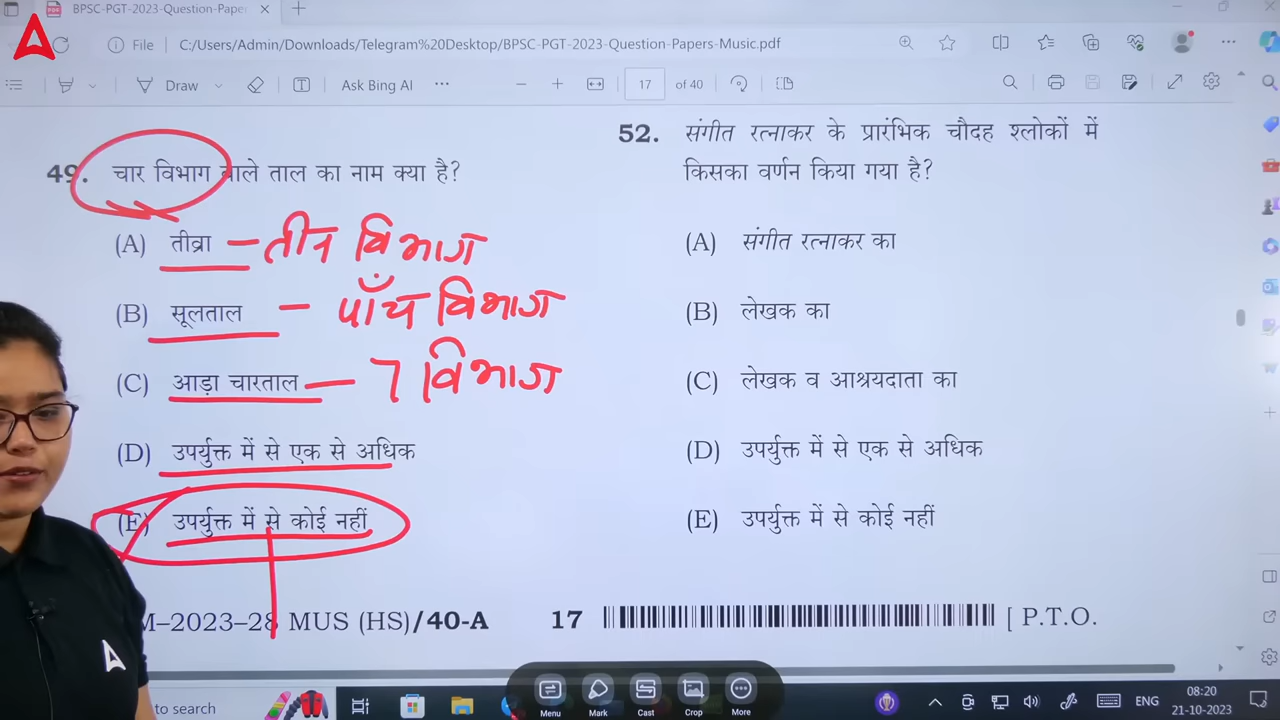 BPSC-PGT-2023-Question-Pape
File C:/Users/Admin/Downloads/Telegram%20Desktop/BPSC-PGT-2023-Question-Papers-Music.pdf
Draw Ask Bing AI 17 of 40
49. चार विभाग वाले ताल का नाम क्या है?
(A) तीव्रा – तीन विभाग
(B) सूलताल – पाँच विभाग
(C) आड़ा चारताल – 7 विभाग
(D) उपर्युक्त में से एक से अधिक
(E) उपर्युक्त में से कोई नहीं
52. संगीत रत्नाकर के प्रारंभिक चौदह श्लोकों में
किसका वर्णन किया गया है?
(A) संगीत रत्नाकर का
(B) लेखक का
(C) लेखक व आश्रयदाता का
(D) उपर्युक्त में से एक से अधिक
(E) उपर्युक्त में से कोई नहीं
M–2023–28 MUS (HS)/40-A 17 [ P.T.O.
Menu Mark Cast Crop More
to search
ENG 08:20
21-10-2023